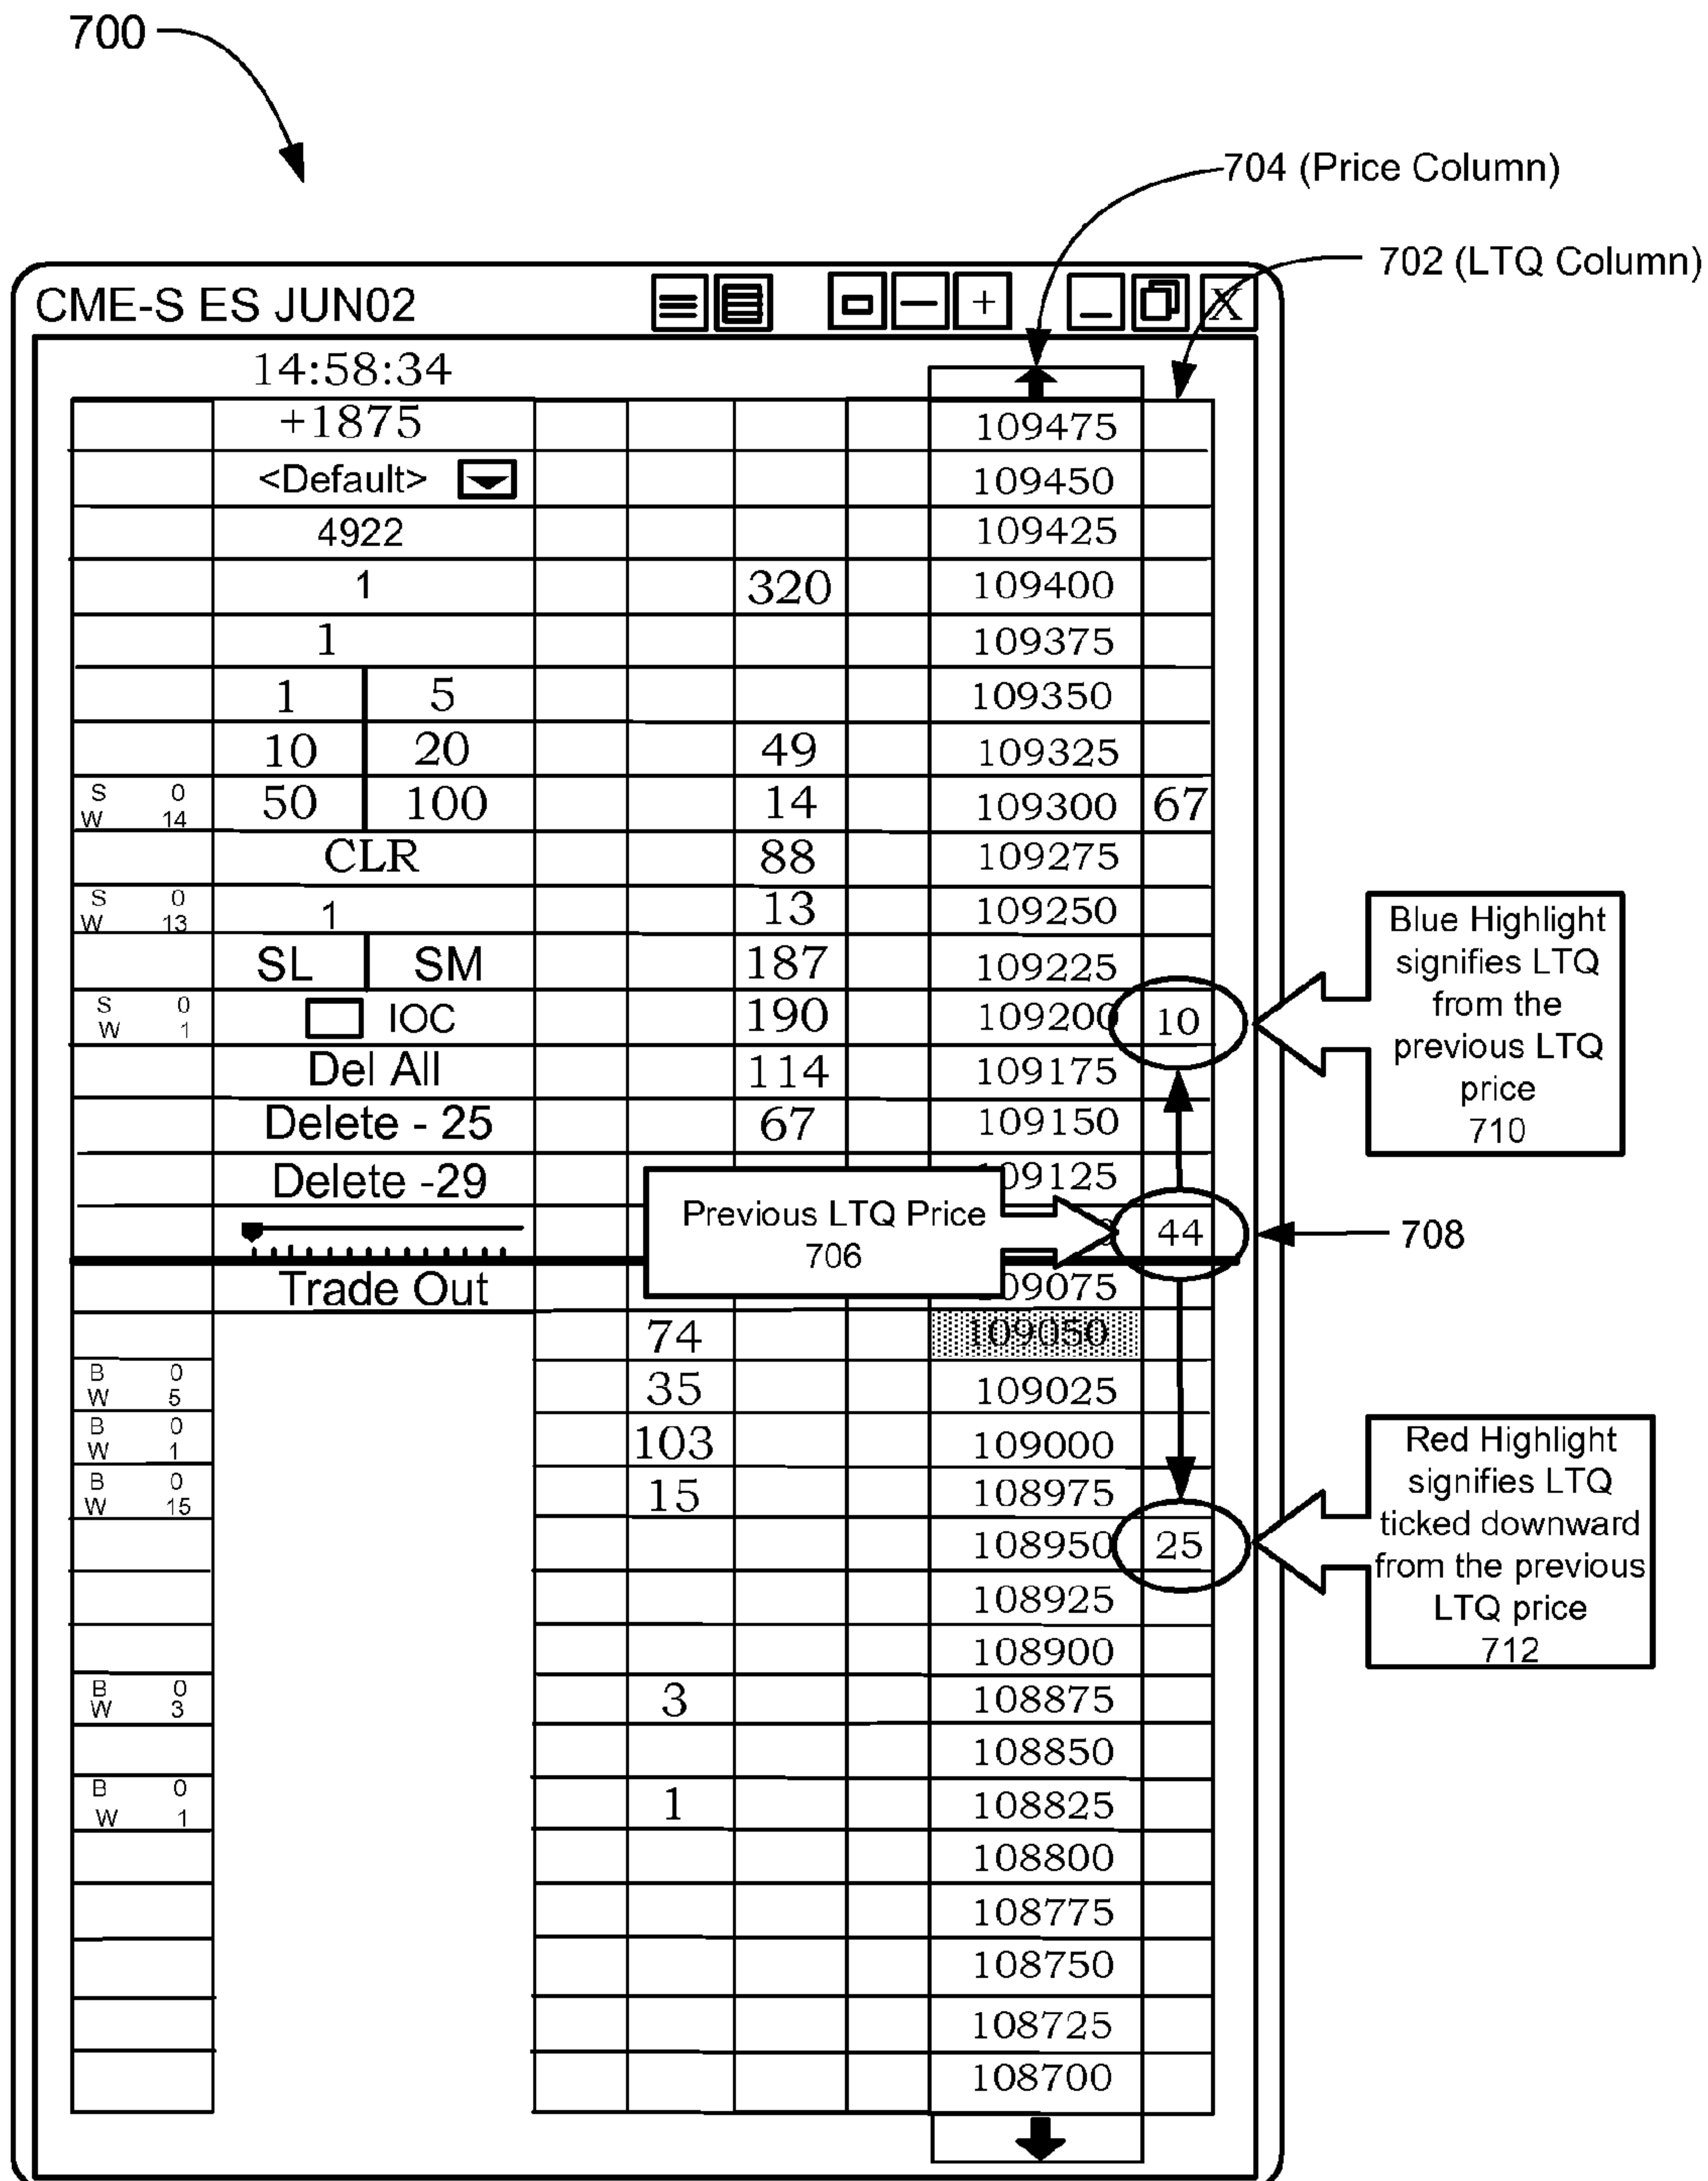 700
704 (Price Column)
702 (LTQ Column)
CME-S ES JUN02
X
14:58:34
+1875 109475
<Default> 109450
4922 109425
1 320 109400
1 109375
1 5 109350
10 20 49 109325
S 0
W 14
50 100 14 109300 67
CLR 88 109275
S 0
W 13
1 13 109250
SL SM 187 109225
S 0
W 1
IOC 190 109200 10
Del All 114 109175
Delete - 25 67 109150
Delete -29 09125
44
Previous LTQ Price
706
708
Trade Out 09075
74 109050
B 0
W 5
35 109025
B 0
W 1
103 109000
B 0
W 15
15 108975
108950 25
108925
108900
B 0
W 3
3 108875
108850
B 0
W 1
1 108825
108800
108775
108750
108725
108700
Blue Highlight
signifies LTQ
from the
previous LTQ
price
710
Red Highlight
signifies LTQ
ticked downward
from the previous
LTQ price
712